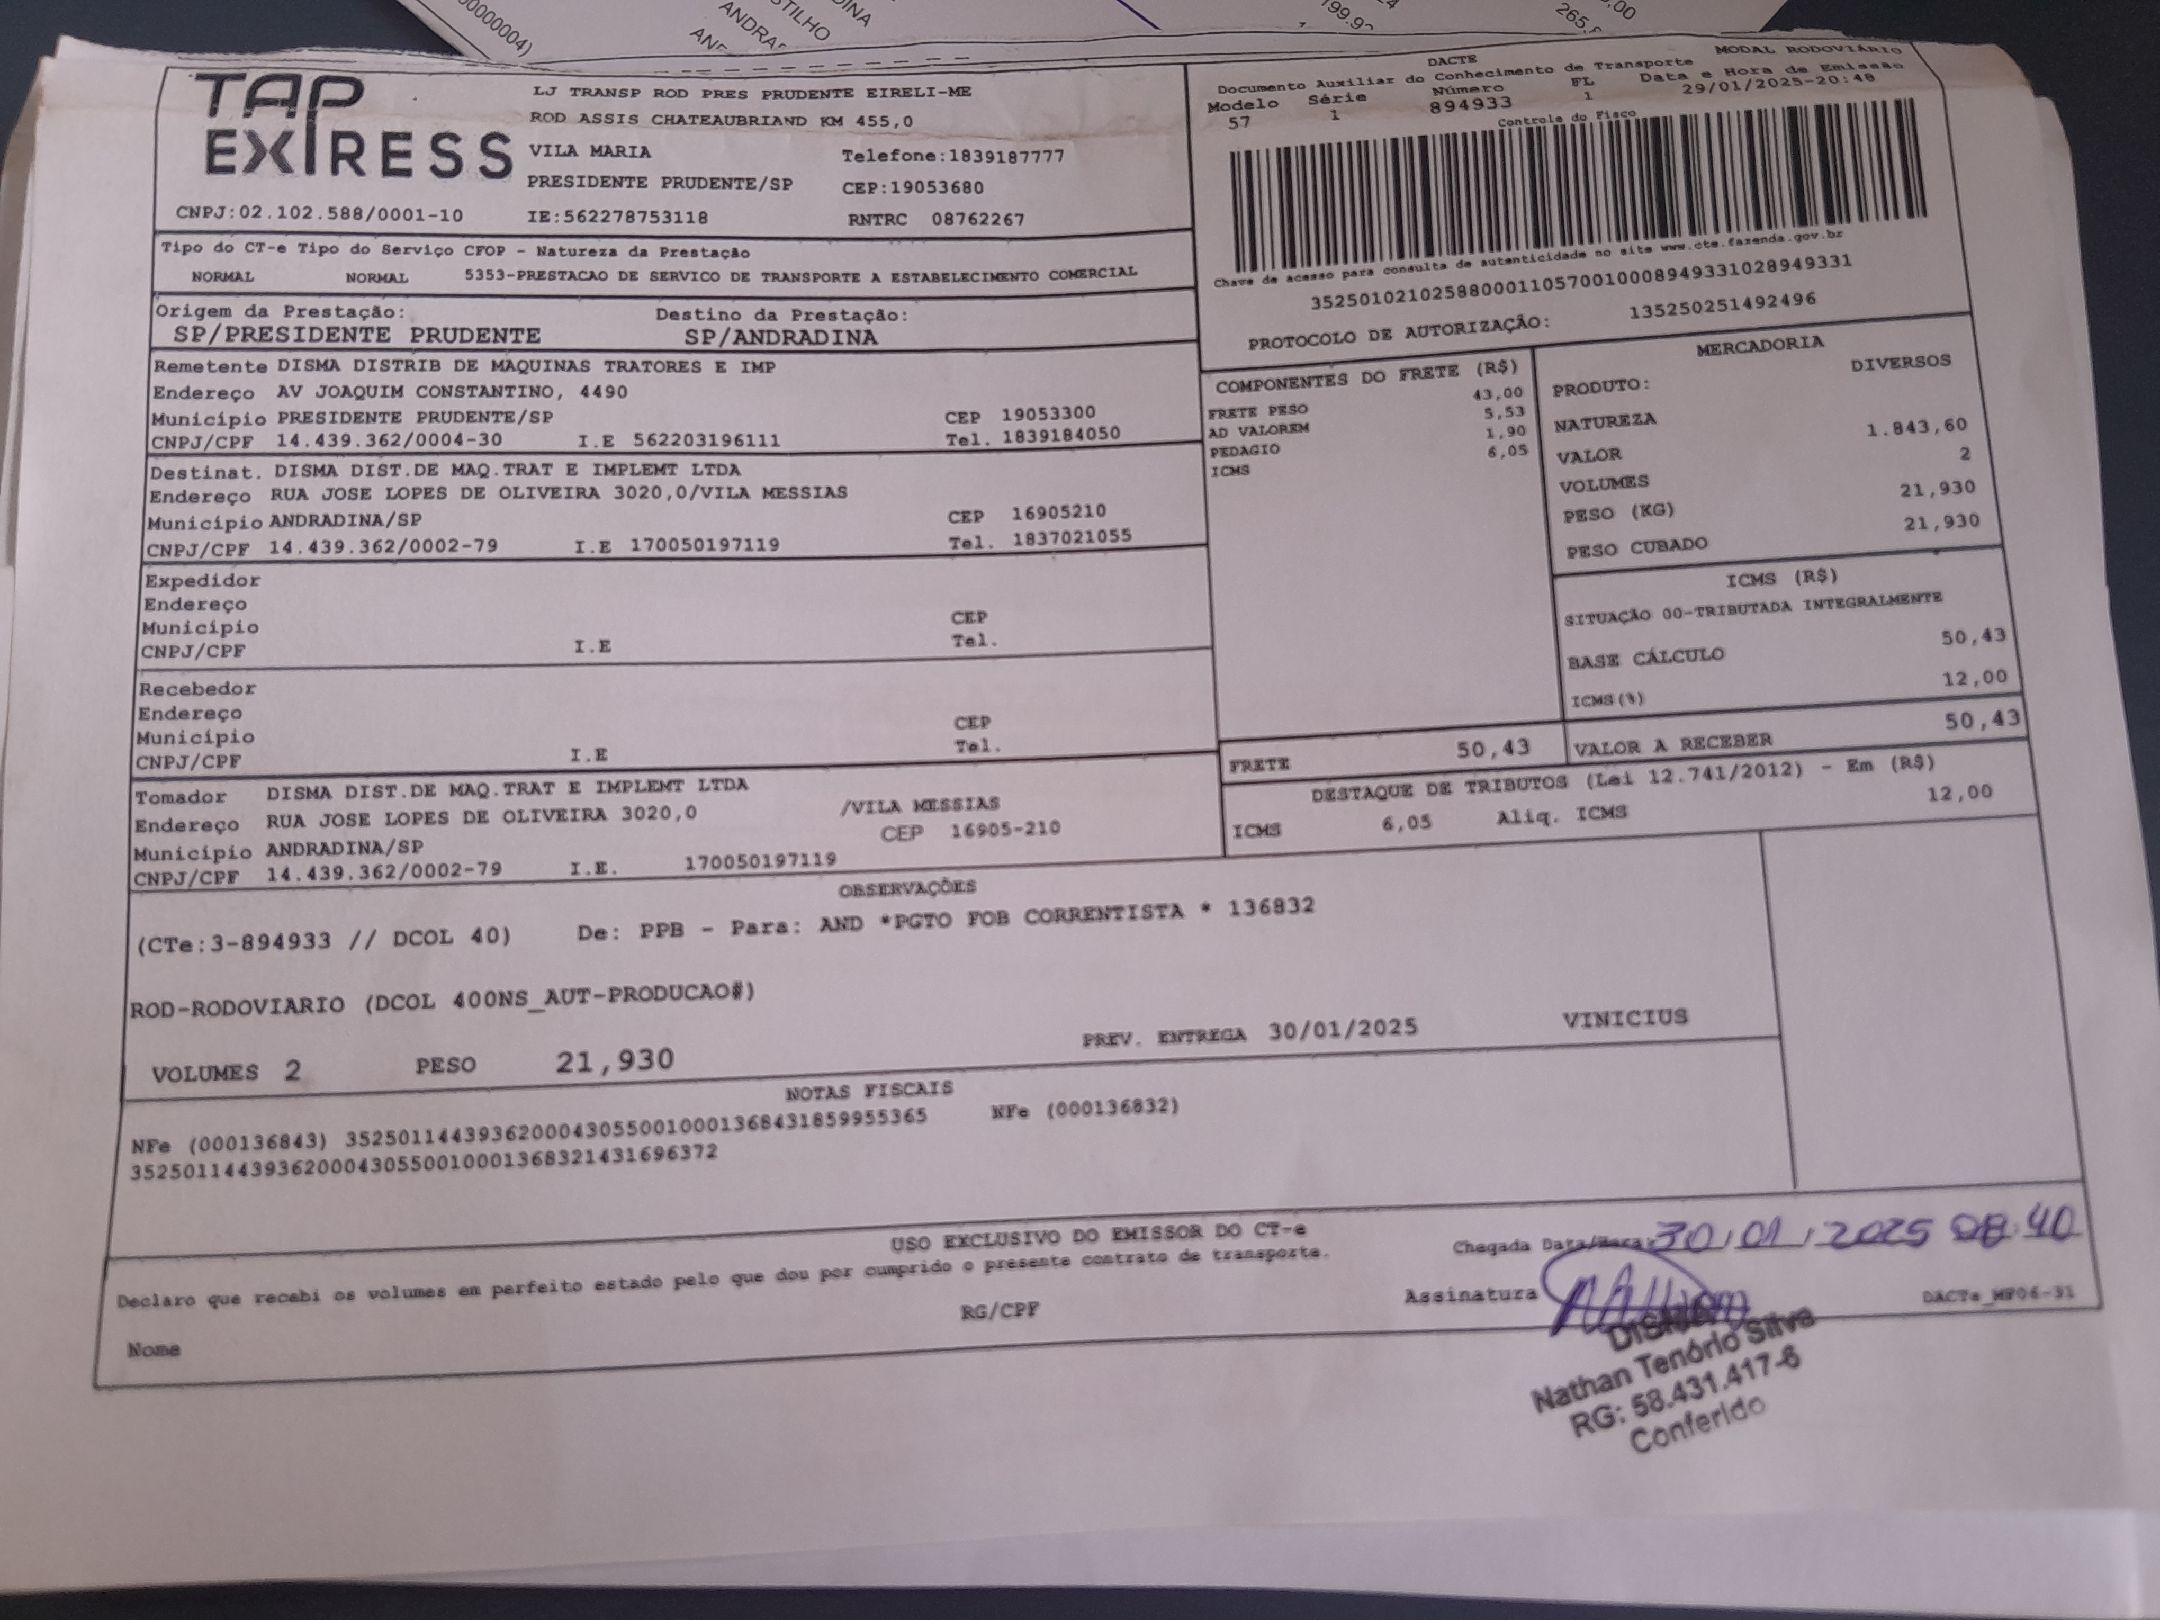 00000004)
ANDRA
TILHO
DINA
199.9
265,
TAP
EXPRESS
LJ TRANSP ROD PRES PRUDENTE EIRELI-ME
ROD ASSIS CHATEAUBRIAND KM 455,0
VILA MARIA Telefone:1839187777
PRESIDENTE PRUDENTE/SP CEP:19053680
CNPJ:02.102.588/0001-10 IE:562278753118 RNTRC 08762267
DACTE MODAL RODOVIÁRIO
Documento Auxiliar do Conhecimento de Transporte
Modelo Série Número FL Data e Hora de Emissão
57 1 894933 1 29/01/2025-20:48
Controle do Fisco
Chave de acesso para consulta de autenticidade no site www.cte.fazenda.gov.br
35250102102588000110570010008949331028949331
PROTOCOLO DE AUTORIZAÇÃO: 135250251492496
Tipo do CT-e Tipo do Serviço CFOP - Natureza da Prestação
NORMAL NORMAL 5353-PRESTACAO DE SERVICO DE TRANSPORTE A ESTABELECIMENTO COMERCIAL
Origem da Prestação: Destino da Prestação:
SP/PRESIDENTE PRUDENTE SP/ANDRADINA
Remetente DISMA DISTRIB DE MAQUINAS TRATORES E IMP
Endereço AV JOAQUIM CONSTANTINO, 4490
Município PRESIDENTE PRUDENTE/SP CEP 19053300
CNPJ/CPF 14.439.362/0004-30 I.E 562203196111 Tel. 1839184050
Destinat. DISMA DIST.DE MAQ.TRAT E IMPLEMT LTDA
Endereço RUA JOSE LOPES DE OLIVEIRA 3020,0/VILA MESSIAS
Município ANDRADINA/SP CEP 16905210
CNPJ/CPF 14.439.362/0002-79 I.E 170050197119 Tel. 1837021055
Expedidor
Endereço
Município CEP
CNPJ/CPF I.E Tel.
Recebedor
Endereço
Município CEP
CNPJ/CPF I.E Tel.
Tomador DISMA DIST.DE MAQ.TRAT E IMPLEMT LTDA
Endereço RUA JOSE LOPES DE OLIVEIRA 3020,0 /VILA MESSIAS
Município ANDRADINA/SP CEP 16905-210
CNPJ/CPF 14.439.362/0002-79 I.E. 170050197119
COMPONENTES DO FRETE (R$)
FRETE PESO 43,00
AD VALOREM 5,53
PEDAGIO 1,90
ICMS 6,05
MERCADORIA
PRODUTO: DIVERSOS
NATUREZA
VALOR 1.843,60
VOLUMES 2
PESO (KG) 21,930
PESO CUBADO 21,930
ICMS (R$)
SITUAÇÃO 00-TRIBUTADA INTEGRALMENTE
BASE CÁLCULO 50,43
ICMS(%) 12,00
FRETE 50,43 VALOR A RECEBER 50,43
DESTAQUE DE TRIBUTOS (Lei 12.741/2012) - Em (R$)
ICMS 6,05 Aliq. ICMS 12,00
OBSERVAÇÕES
(CTe:3-894933 // DCOL 40) De: PPB - Para: AND *PGTO FOB CORRENTISTA * 136832
ROD-RODOVIARIO (DCOL 400NS_AUT-PRODUCAO#)
VOLUMES 2 PESO 21,930 PREV. ENTREGA 30/01/2025 VINICIUS
NOTAS FISCAIS
NFe (000136843) 35250114439362000430550010001368431859955365 NFe (000136832)
35250114439362000430550010001368321431696372
USO EXCLUSIVO DO EMISSOR DO CT-e
Declaro que recebi os volumes em perfeito estado pelo que dou por cumprido o presente contrato de transporte.
Chegada Data/Hora: 30/01/2025 08:40
Nome RG/CPF Assinatura DACTe_MF06-31
DISMA
Nathan Tenório Silva
RG: 58.431.417-6
Conferido